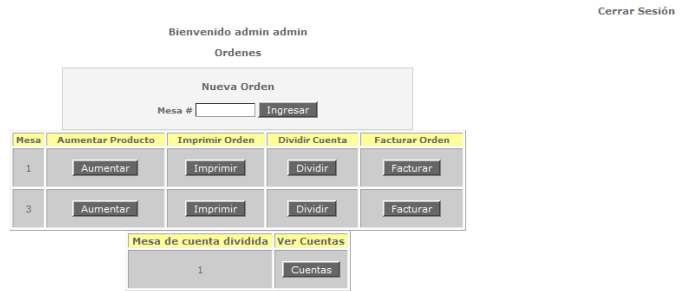 Cerrar Sesión
Bienvenido admin admin
Ordenes
Nueva Orden
Mesa # Ingresar
Mesa Aumentar Producto Imprimir Orden Dividir Cuenta Facturar Orden
1 Aumentar Imprimir Dividir Facturar
3 Aumentar Imprimir Dividir Facturar
Mesa de cuenta dividida Ver Cuentas
1 Cuentas